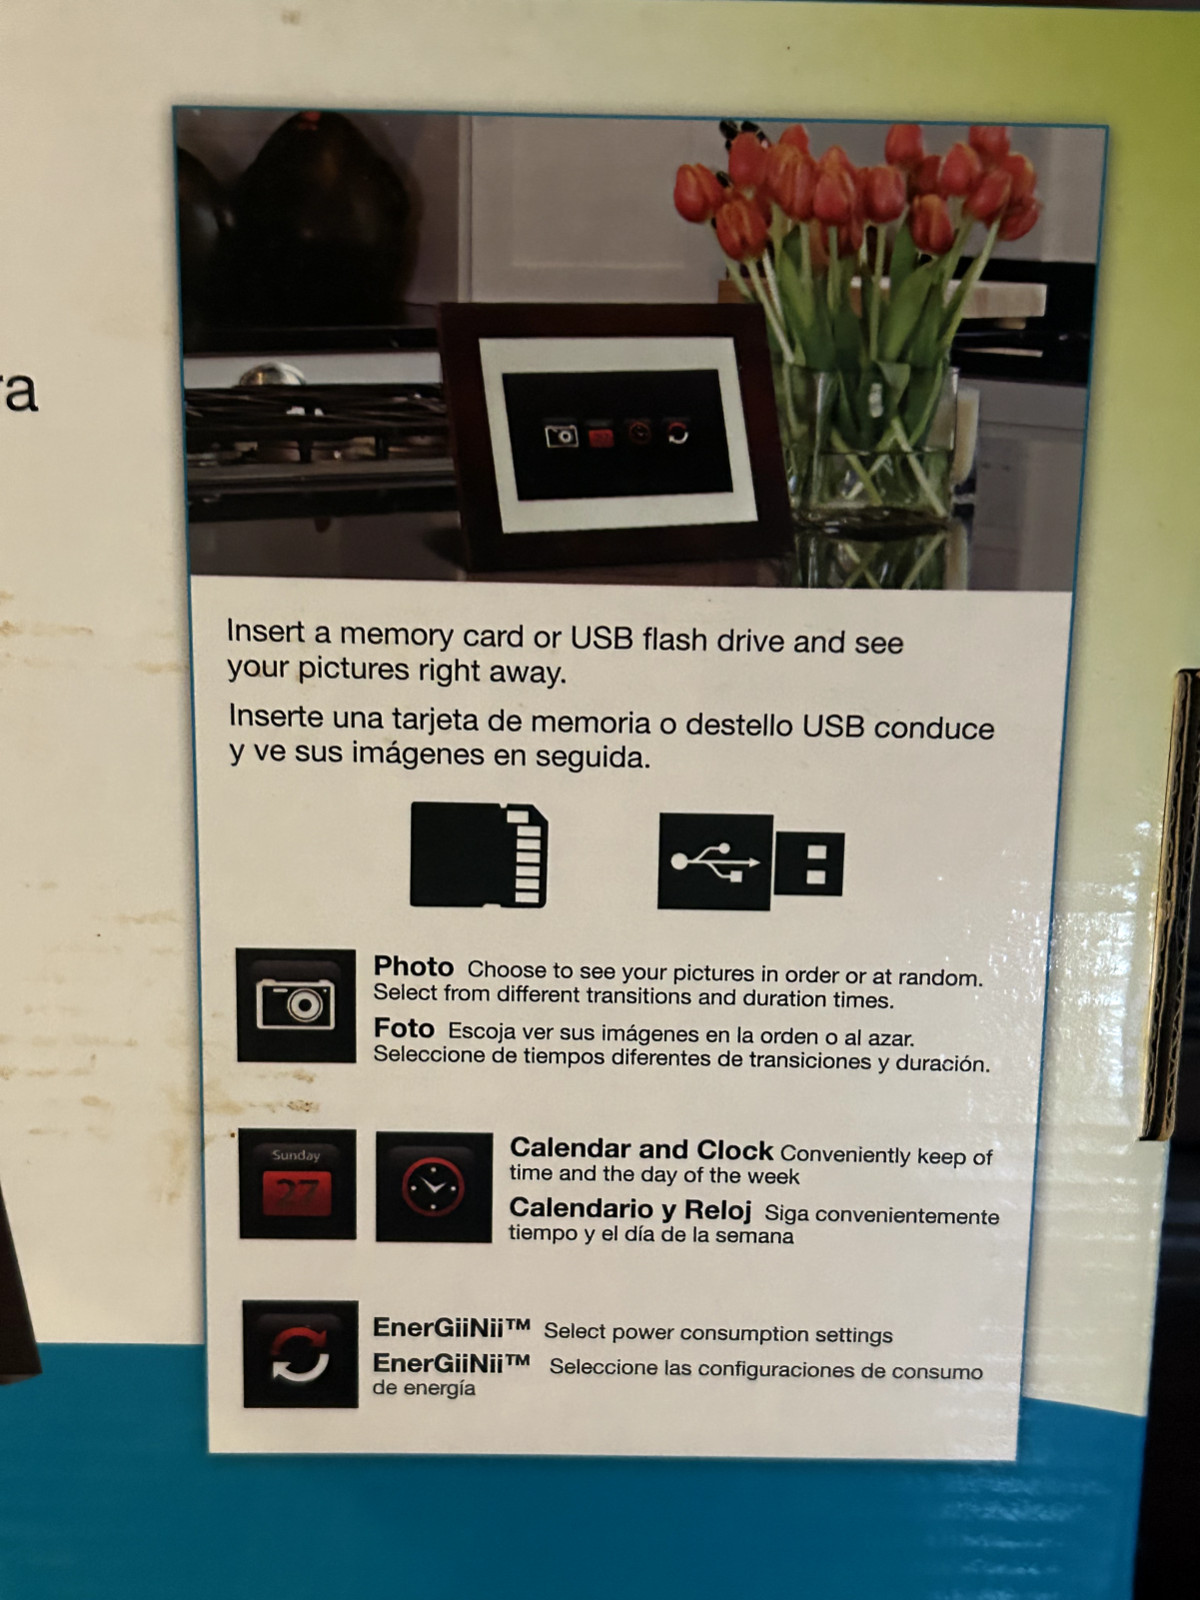 ra
Insert a memory card or USB flash drive and see
your pictures right away.
Inserte una tarjeta de memoria o destello USB conduce
y ve sus imágenes en seguida.
Photo Choose to see your pictures in order or at random.
Select from different transitions and duration times.
Foto Escoja ver sus imágenes en la orden o al azar.
Seleccione de tiempos diferentes de transiciones y duración.
Sunday
27
Calendar and Clock Conveniently keep of
time and the day of the week
Calendario y Reloj Siga convenientemente
tiempo y el día de la semana
EnerGiiNii™ Select power consumption settings
EnerGiiNii™ Seleccione las configuraciones de consumo
de energía